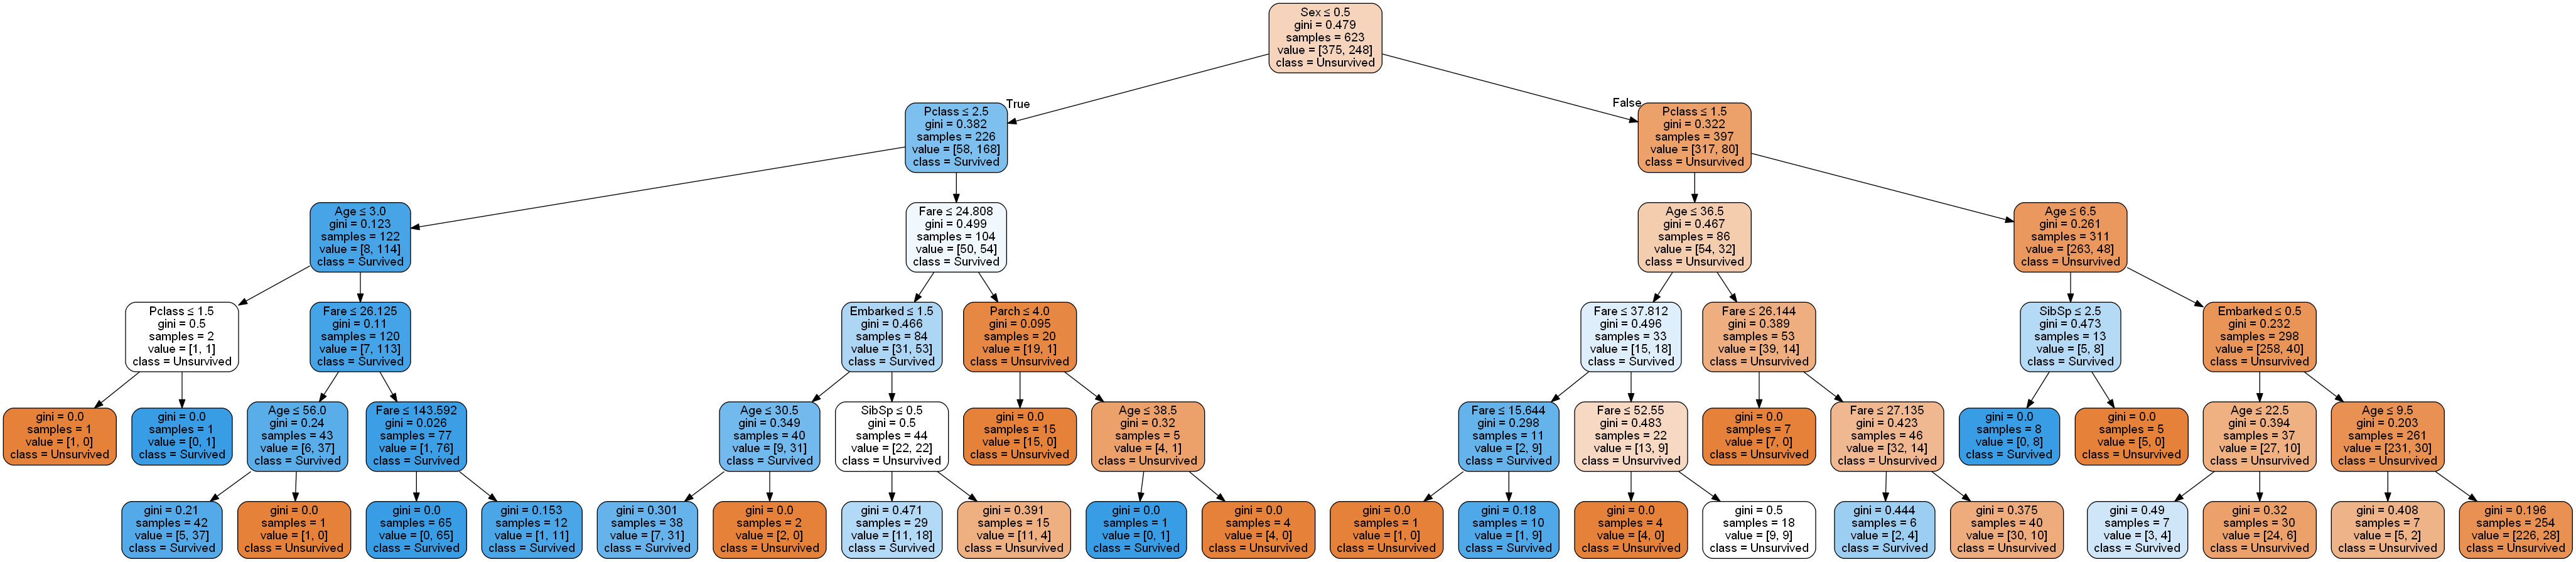 Sex ≤ 0.5
gini = 0.479
samples = 623
value = [375, 248]
class = Unsurvived
True
False
Pclass ≤ 2.5
gini = 0.382
samples = 226
value = [58, 168]
class = Survived
Pclass ≤ 1.5
gini = 0.322
samples = 397
value = [317, 80]
class = Unsurvived
Age ≤ 3.0
gini = 0.123
samples = 122
value = [8, 114]
class = Survived
Fare ≤ 24.808
gini = 0.499
samples = 104
value = [50, 54]
class = Survived
Age ≤ 36.5
gini = 0.467
samples = 86
value = [54, 32]
class = Unsurvived
Age ≤ 6.5
gini = 0.261
samples = 311
value = [263, 48]
class = Unsurvived
Pclass ≤ 1.5
gini = 0.5
samples = 2
value = [1, 1]
class = Unsurvived
Fare ≤ 26.125
gini = 0.11
samples = 120
value = [7, 113]
class = Survived
Embarked ≤ 1.5
gini = 0.466
samples = 84
value = [31, 53]
class = Survived
Parch ≤ 4.0
gini = 0.095
samples = 20
value = [19, 1]
class = Unsurvived
Fare ≤ 37.812
gini = 0.496
samples = 33
value = [15, 18]
class = Survived
Fare ≤ 26.144
gini = 0.389
samples = 53
value = [39, 14]
class = Unsurvived
SibSp ≤ 2.5
gini = 0.473
samples = 13
value = [5, 8]
class = Survived
Embarked ≤ 0.5
gini = 0.232
samples = 298
value = [258, 40]
class = Unsurvived
gini = 0.0
samples = 1
value = [1, 0]
class = Unsurvived
gini = 0.0
samples = 1
value = [0, 1]
class = Survived
Age ≤ 56.0
gini = 0.24
samples = 43
value = [6, 37]
class = Survived
Fare ≤ 143.592
gini = 0.026
samples = 77
value = [1, 76]
class = Survived
Age ≤ 30.5
gini = 0.349
samples = 40
value = [9, 31]
class = Survived
SibSp ≤ 0.5
gini = 0.5
samples = 44
value = [22, 22]
class = Unsurvived
gini = 0.0
samples = 15
value = [15, 0]
class = Unsurvived
Age ≤ 38.5
gini = 0.32
samples = 5
value = [4, 1]
class = Unsurvived
Fare ≤ 15.644
gini = 0.298
samples = 11
value = [2, 9]
class = Survived
Fare ≤ 52.55
gini = 0.483
samples = 22
value = [13, 9]
class = Unsurvived
gini = 0.0
samples = 7
value = [7, 0]
class = Unsurvived
Fare ≤ 27.135
gini = 0.423
samples = 46
value = [32, 14]
class = Unsurvived
gini = 0.0
samples = 8
value = [0, 8]
class = Survived
gini = 0.0
samples = 5
value = [5, 0]
class = Unsurvived
Age ≤ 22.5
gini = 0.394
samples = 37
value = [27, 10]
class = Unsurvived
Age ≤ 9.5
gini = 0.203
samples = 261
value = [231, 30]
class = Unsurvived
gini = 0.21
samples = 42
value = [5, 37]
class = Survived
gini = 0.0
samples = 1
value = [1, 0]
class = Unsurvived
gini = 0.0
samples = 65
value = [0, 65]
class = Survived
gini = 0.153
samples = 12
value = [1, 11]
class = Survived
gini = 0.301
samples = 38
value = [7, 31]
class = Survived
gini = 0.0
samples = 2
value = [2, 0]
class = Unsurvived
gini = 0.471
samples = 29
value = [11, 18]
class = Survived
gini = 0.391
samples = 15
value = [11, 4]
class = Unsurvived
gini = 0.0
samples = 1
value = [0, 1]
class = Survived
gini = 0.0
samples = 4
value = [4, 0]
class = Unsurvived
gini = 0.0
samples = 1
value = [1, 0]
class = Unsurvived
gini = 0.18
samples = 10
value = [1, 9]
class = Survived
gini = 0.0
samples = 4
value = [4, 0]
class = Unsurvived
gini = 0.5
samples = 18
value = [9, 9]
class = Unsurvived
gini = 0.444
samples = 6
value = [2, 4]
class = Survived
gini = 0.375
samples = 40
value = [30, 10]
class = Unsurvived
gini = 0.49
samples = 7
value = [3, 4]
class = Survived
gini = 0.32
samples = 30
value = [24, 6]
class = Unsurvived
gini = 0.408
samples = 7
value = [5, 2]
class = Unsurvived
gini = 0.196
samples = 254
value = [226, 28]
class = Unsurvived